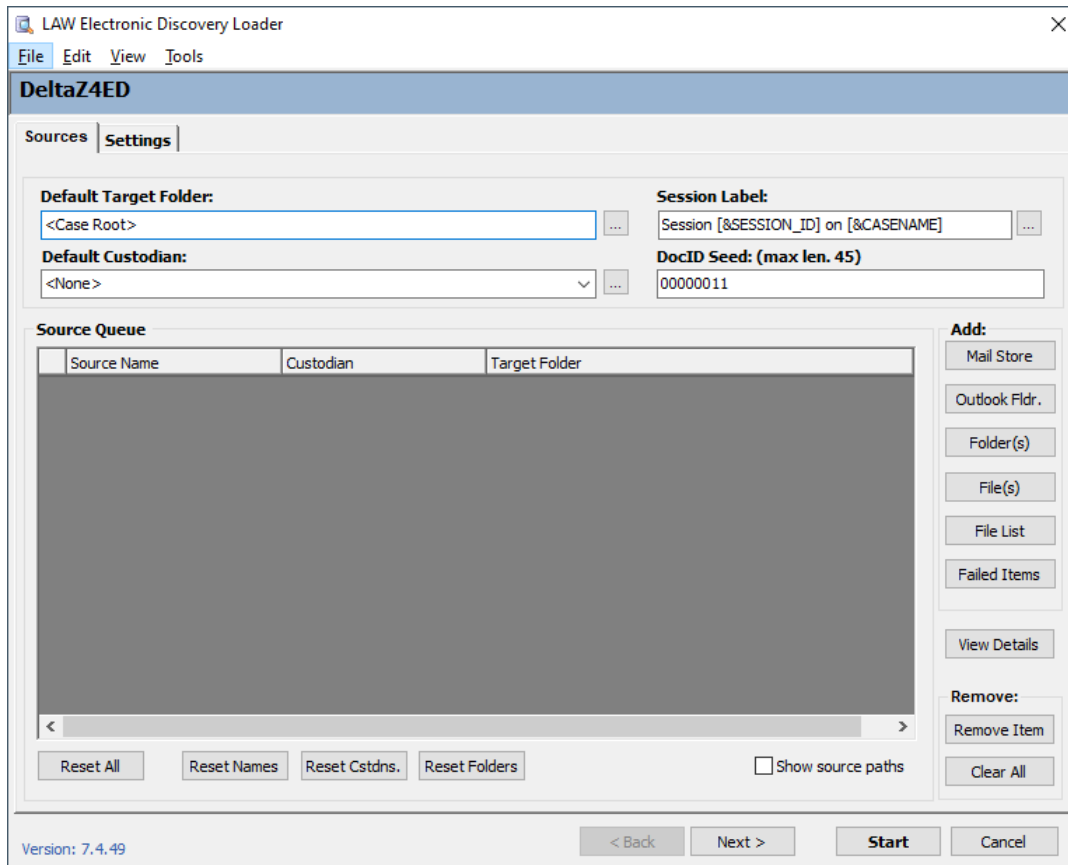 LAW Electronic Discovery Loader
File Edit View Tools
DeltaZ4ED
Sources Settings
Default Target Folder: Session Label:
<Case Root> ... Session [&SESSION_ID] on [&CASENAME] ...
Default Custodian: DocID Seed: (max len. 45)
<None> ... 00000011
Source Queue Add:
Source Name Custodian Target Folder Mail Store
Outlook Fldr.
Folder(s)
File(s)
File List
Failed Items
View Details
Remove:
Remove Item
Reset All Reset Names Reset Cstdns. Reset Folders Show source paths Clear All
Version: 7.4.49 < Back Next > Start Cancel